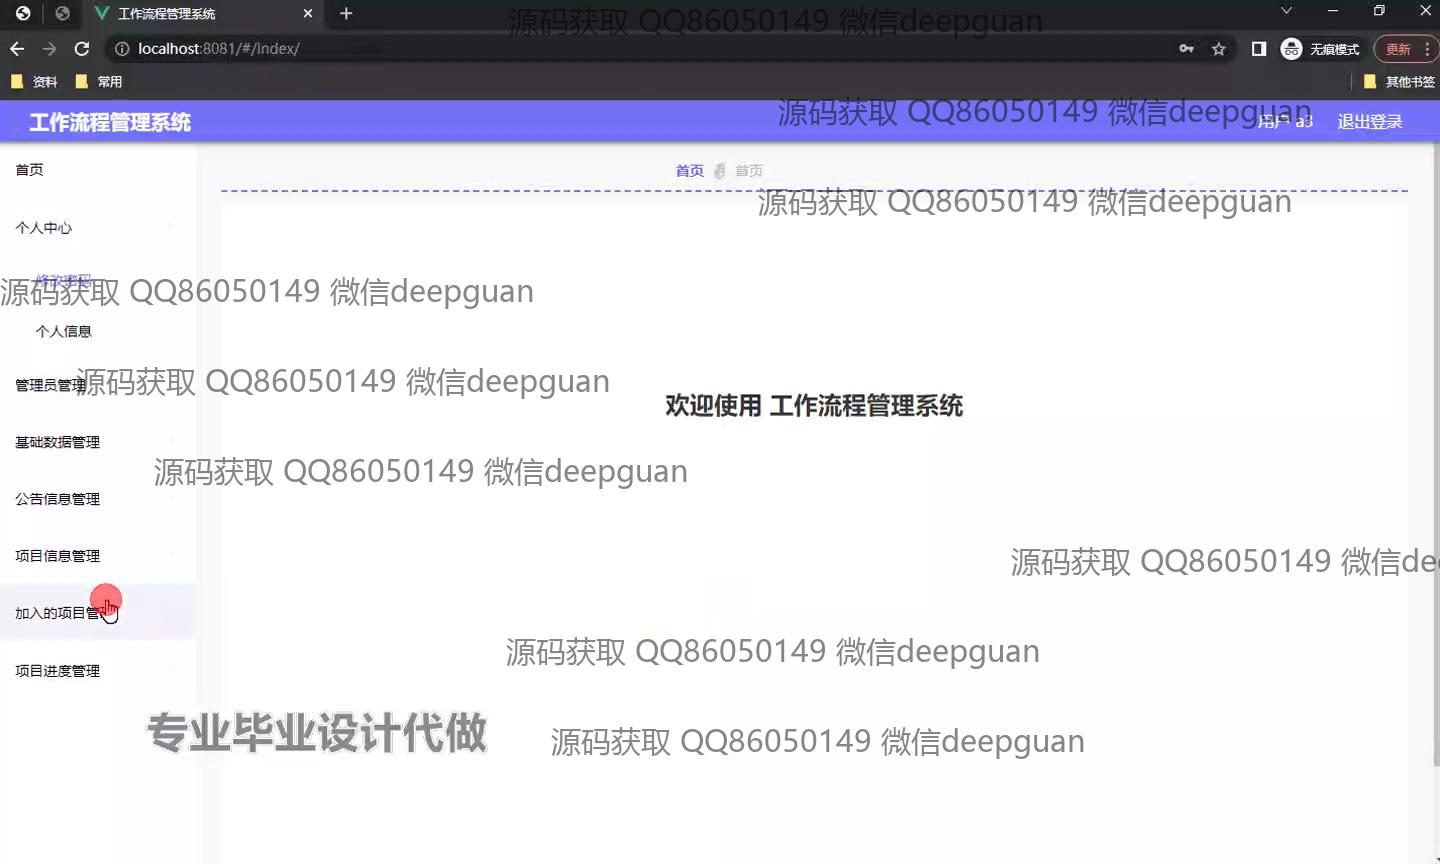 工作流程管理系统
源码获取 QQ86050149 微信deepguan
localhost:8081/#/Index/
无痕模式
更新
资料
常用
其他书签
工作流程管理系统
源码获取 QQ86050149 微信deepguan
用户 a3
退出登录
首页
首页
首页
源码获取 QQ86050149 微信deepguan
个人中心
修改密码
源码获取 QQ86050149 微信deepguan
个人信息
管理员管理
源码获取 QQ86050149 微信deepguan
欢迎使用 工作流程管理系统
基础数据管理
源码获取 QQ86050149 微信deepguan
公告信息管理
项目信息管理
源码获取 QQ86050149 微信dee
加入的项目管理
源码获取 QQ86050149 微信deepguan
项目进度管理
专业毕业设计代做
源码获取 QQ86050149 微信deepguan